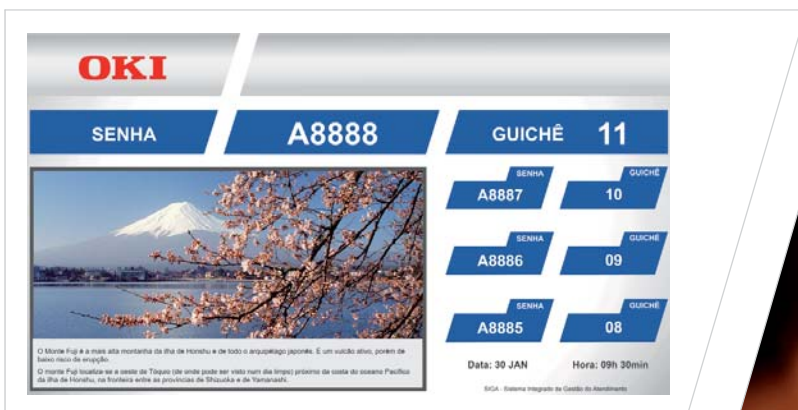 OKI
SENHA A8888 GUICHÊ 11
SENHA GUICHÊ
A8887 10
SENHA GUICHÊ
A8886 09
SENHA GUICHÊ
A8885 08
O Monte Fuji é a mais alta montanha da ilha de Honshu e de todo o arquipélago japonês. É um vulcão ativo, porém de
baixo risco de erupção.
O monte Fuji localiza-se a oeste de Tóquio (de onde pode ser visto num dia limpo) próximo da costa do oceano Pacífico
da ilha de Honshu, na fronteira entre as províncias de Shizuoka e de Yamanashi.
Data: 30 JAN Hora: 09h 30min
SIGA - Sistema Integrado da Gestão do Atendimento